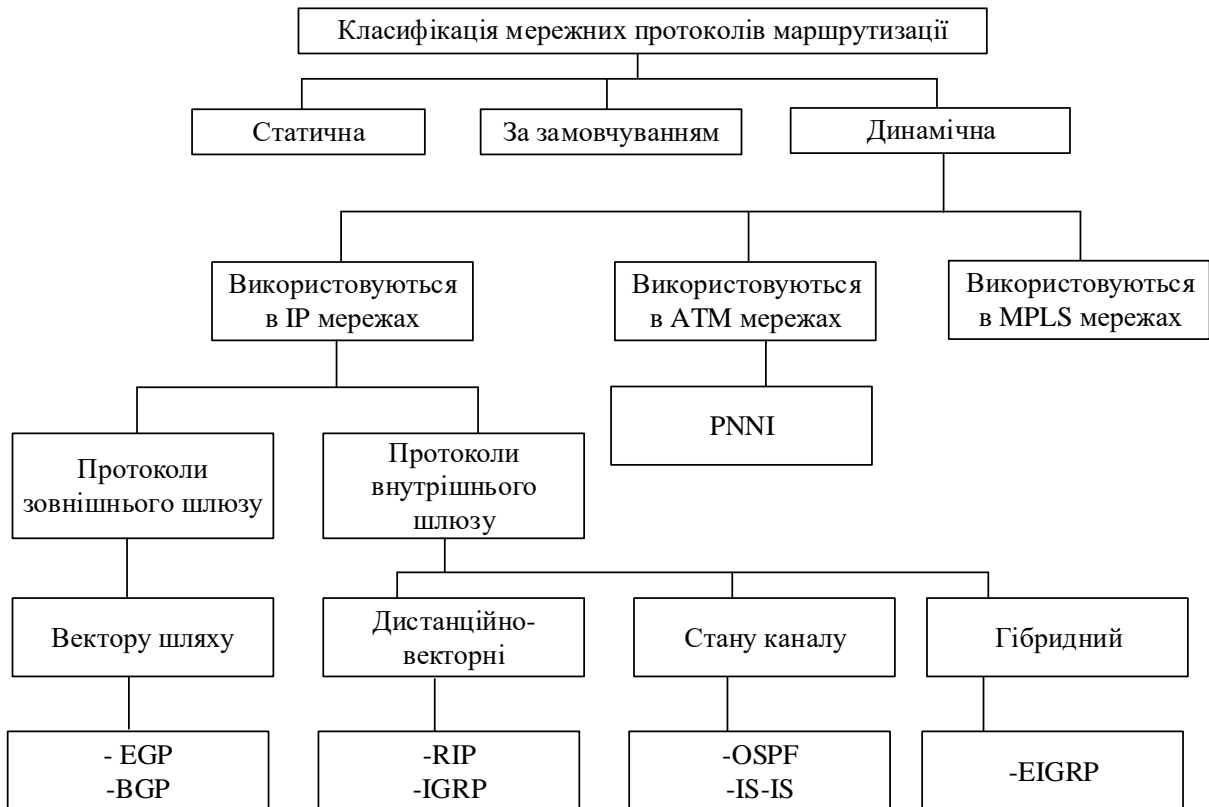 Класифікація мережних протоколів маршрутизації
Статична
За замовчуванням
Динамічна
Використовуються
в IP мережах
Використовуються
в ATM мережах
Використовуються
в MPLS мережах
PNNI
Протоколи
зовнішнього шлюзу
Протоколи
внутрішнього
шлюзу
Вектору шляху
Дистанційно-
векторні
Стану каналу
Гібридний
- EGP
-BGP
-RIP
-IGRP
-OSPF
-IS-IS
-EIGRP